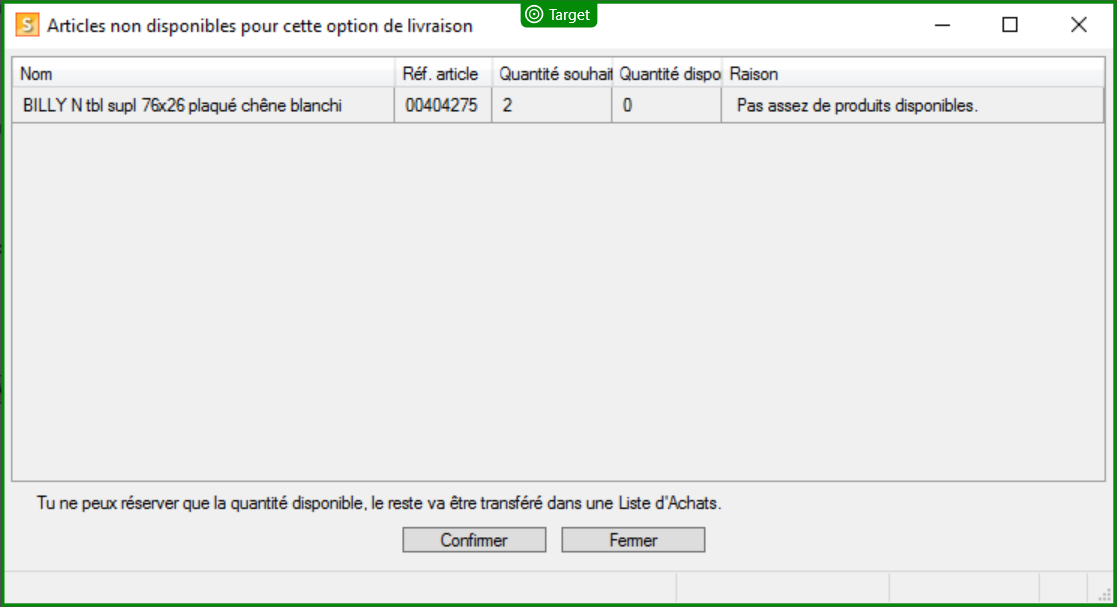 Target
S Articles non disponibles pour cette option de livraison
Nom Réf. article Quantité souhait Quantité dispo Raison
BILLY N tbl supl 76x26 plaqué chêne blanchi 00404275 2 0 Pas assez de produits disponibles.
Tu ne peux réserver que la quantité disponible, le reste va être transféré dans une Liste d'Achats.
Confirmer Fermer